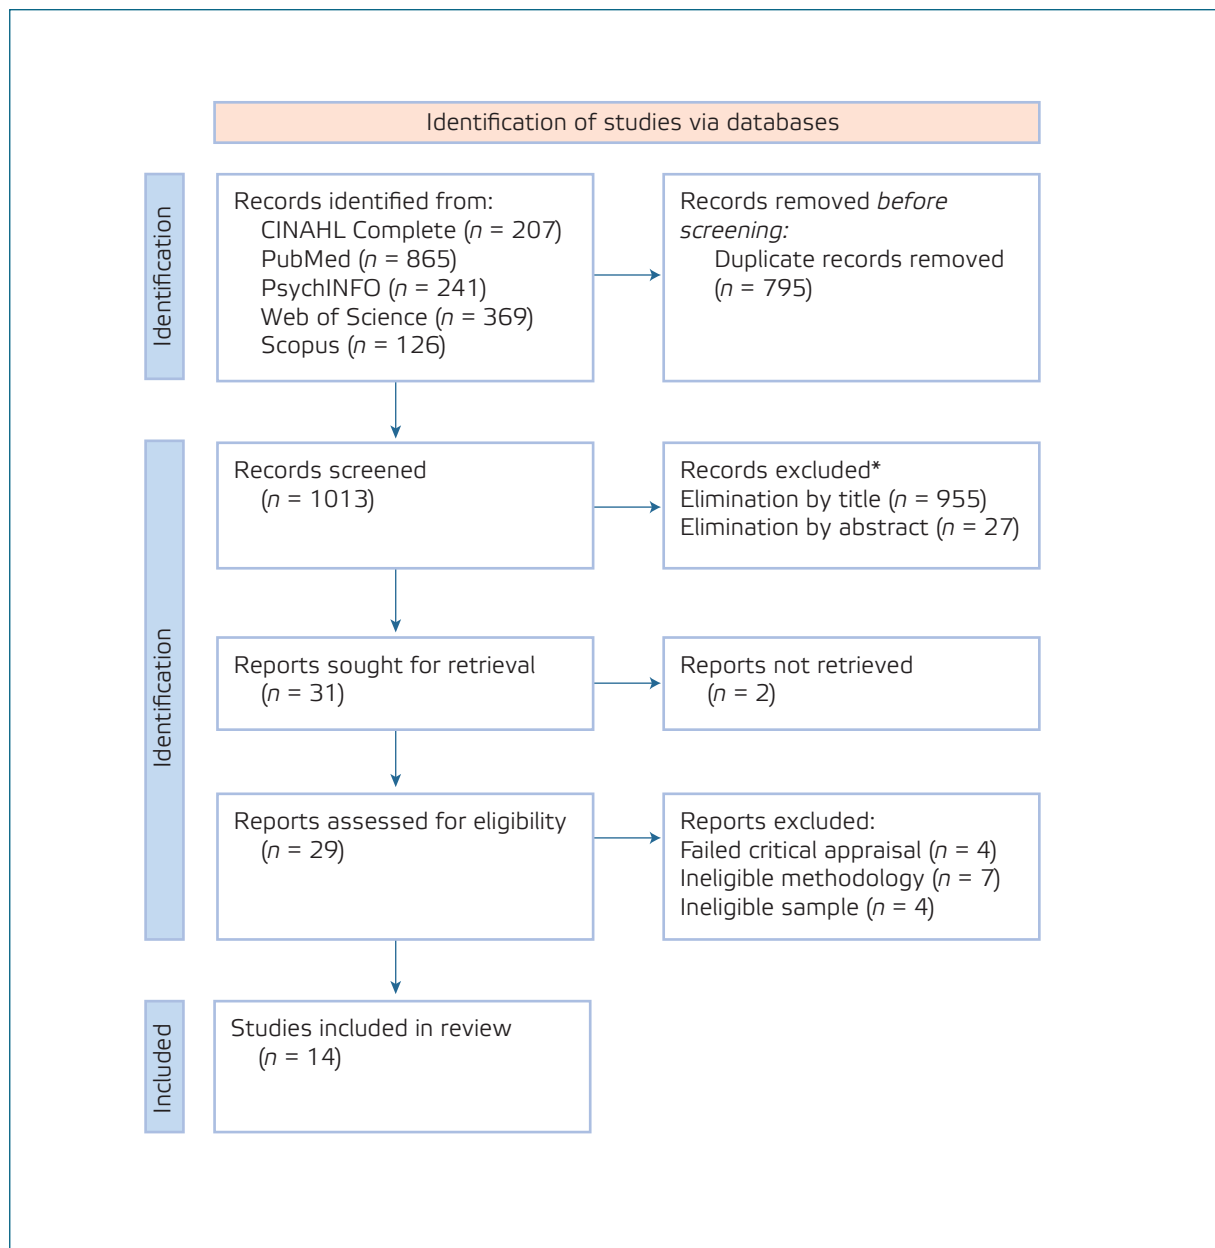 Identification of studies via databases
Identification
Records identified from:
CINAHL Complete (n = 207)
PubMed (n = 865)
PsychINFO (n = 241)
Web of Science (n = 369)
Scopus (n = 126)
Records removed before
screening:
Duplicate records removed
(n = 795)
Identification
Records screened
(n = 1013)
Records excluded*
Elimination by title (n = 955)
Elimination by abstract (n = 27)
Reports sought for retrieval
(n = 31)
Reports not retrieved
(n = 2)
Reports assessed for eligibility
(n = 29)
Reports excluded:
Failed critical appraisal (n = 4)
Ineligible methodology (n = 7)
Ineligible sample (n = 4)
Included
Studies included in review
(n = 14)